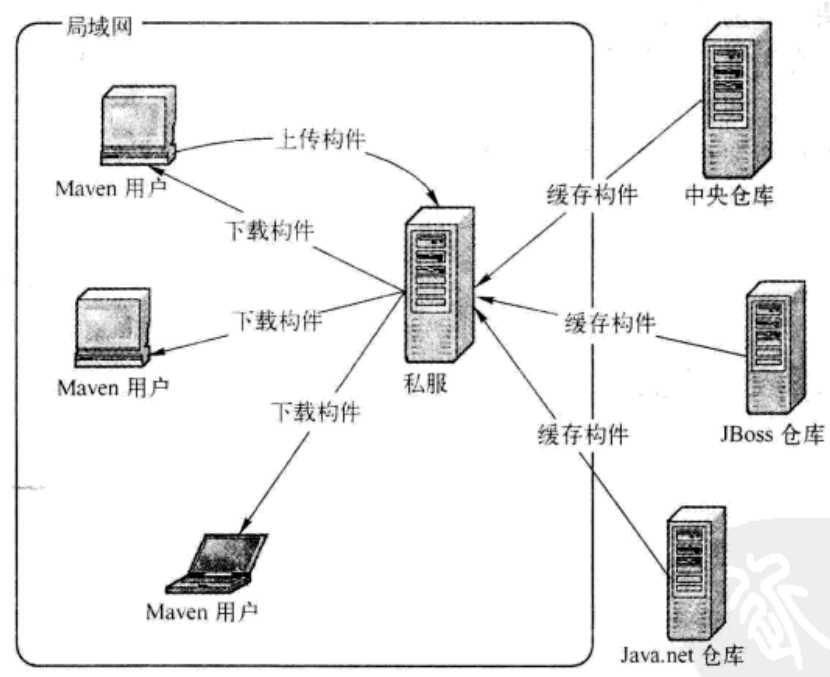 局域网
上传构件
Maven 用户
缓存构件
中央仓库
下载构件
下载构件
缓存构件
Maven 用户
私服
下载构件
缓存构件
JBoss 仓库
Maven 用户
Java.net 仓库